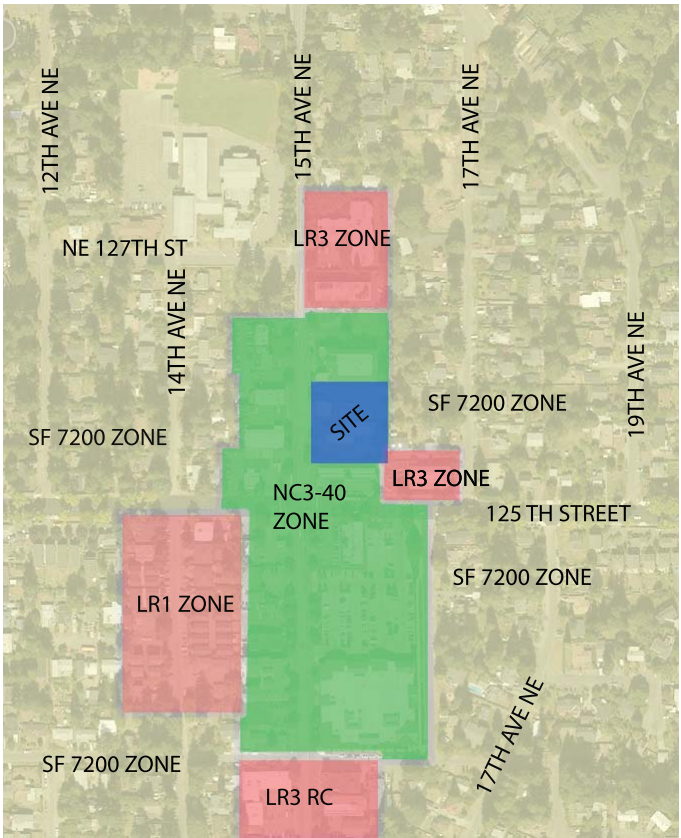 12TH AVE NE
15TH AVE NE
17TH AVE NE
LR3 ZONE
NE 127TH ST
14TH AVE NE
19TH AVE NE
SF 7200 ZONE
SITE
SF 7200 ZONE
LR3 ZONE
NC3-40
ZONE
125 TH STREET
SF 7200 ZONE
LR1 ZONE
17TH AVE NE
SF 7200 ZONE
LR3 RC